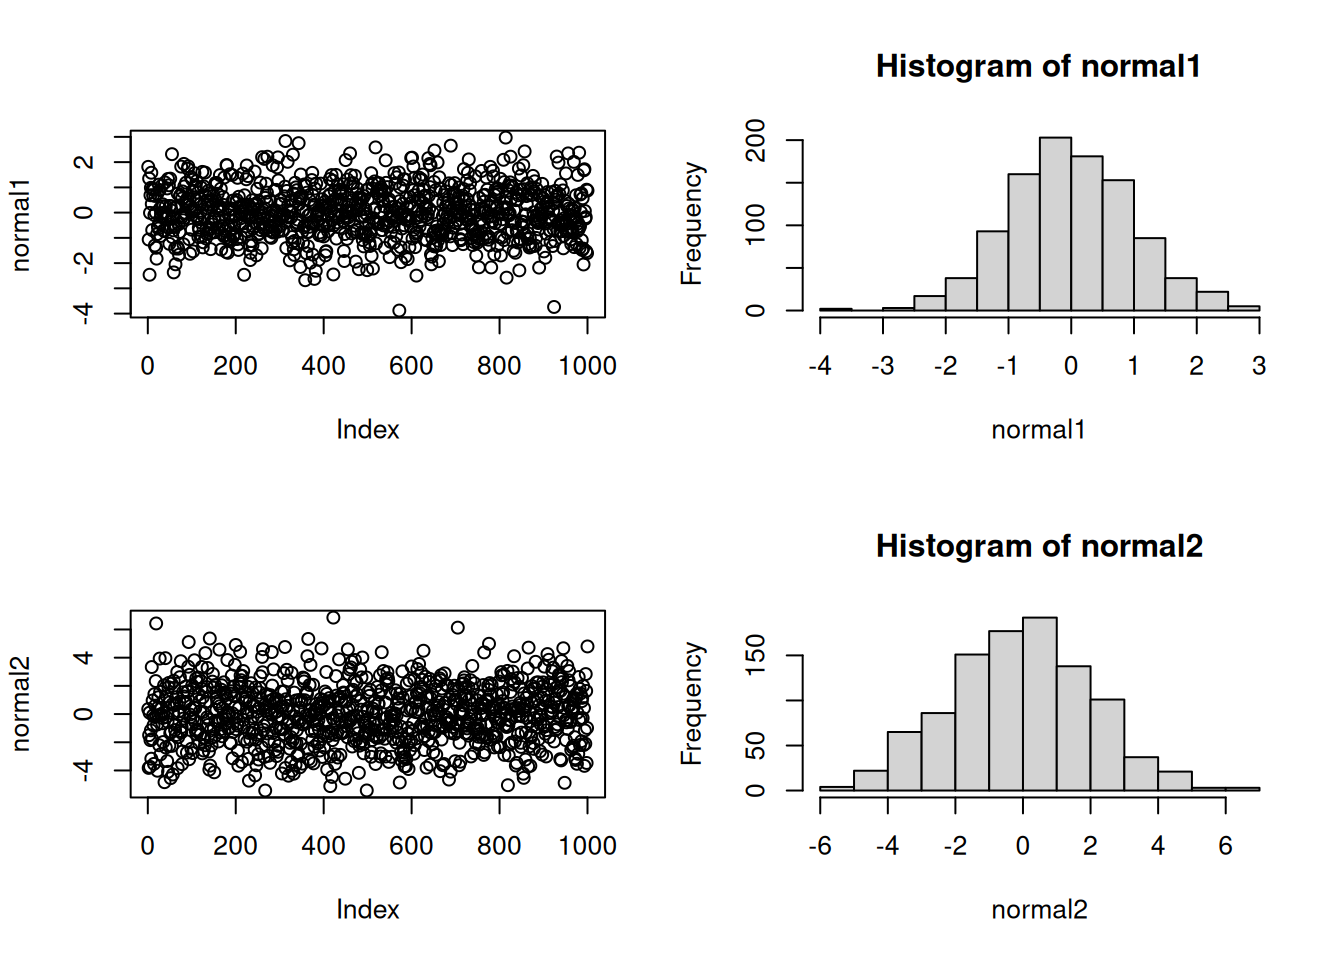 normal1
-4 -2 0 2
0 200 400 600 800 1000
Index
Histogram of normal1
Frequency
0 100 200
-4 -3 -2 -1 0 1 2 3
normal1
normal2
-4 0 4
0 200 400 600 800 1000
Index
Histogram of normal2
Frequency
0 50 150
-6 -4 -2 0 2 4 6
normal2